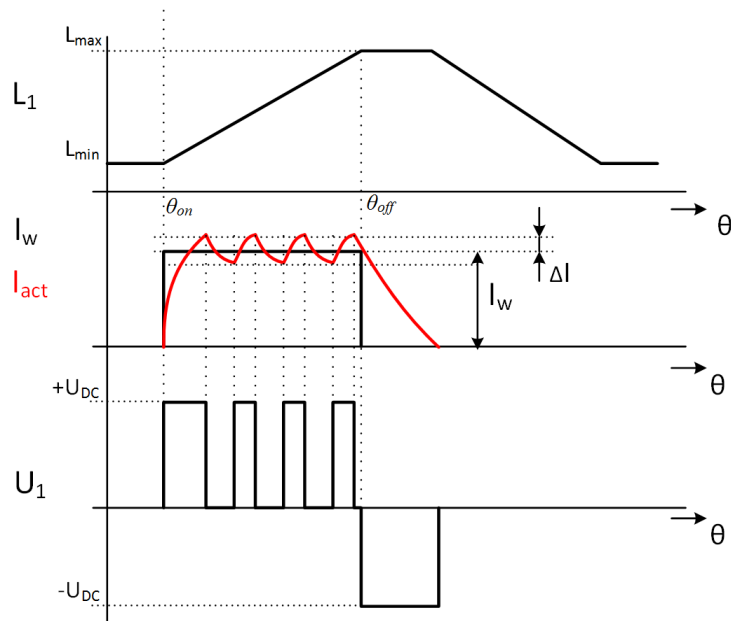 Lmax
L1
Lmin
θon
θoff
θ
Iw
Iact
Iw
ΔI
θ
+UDC
U1
θ
-UDC